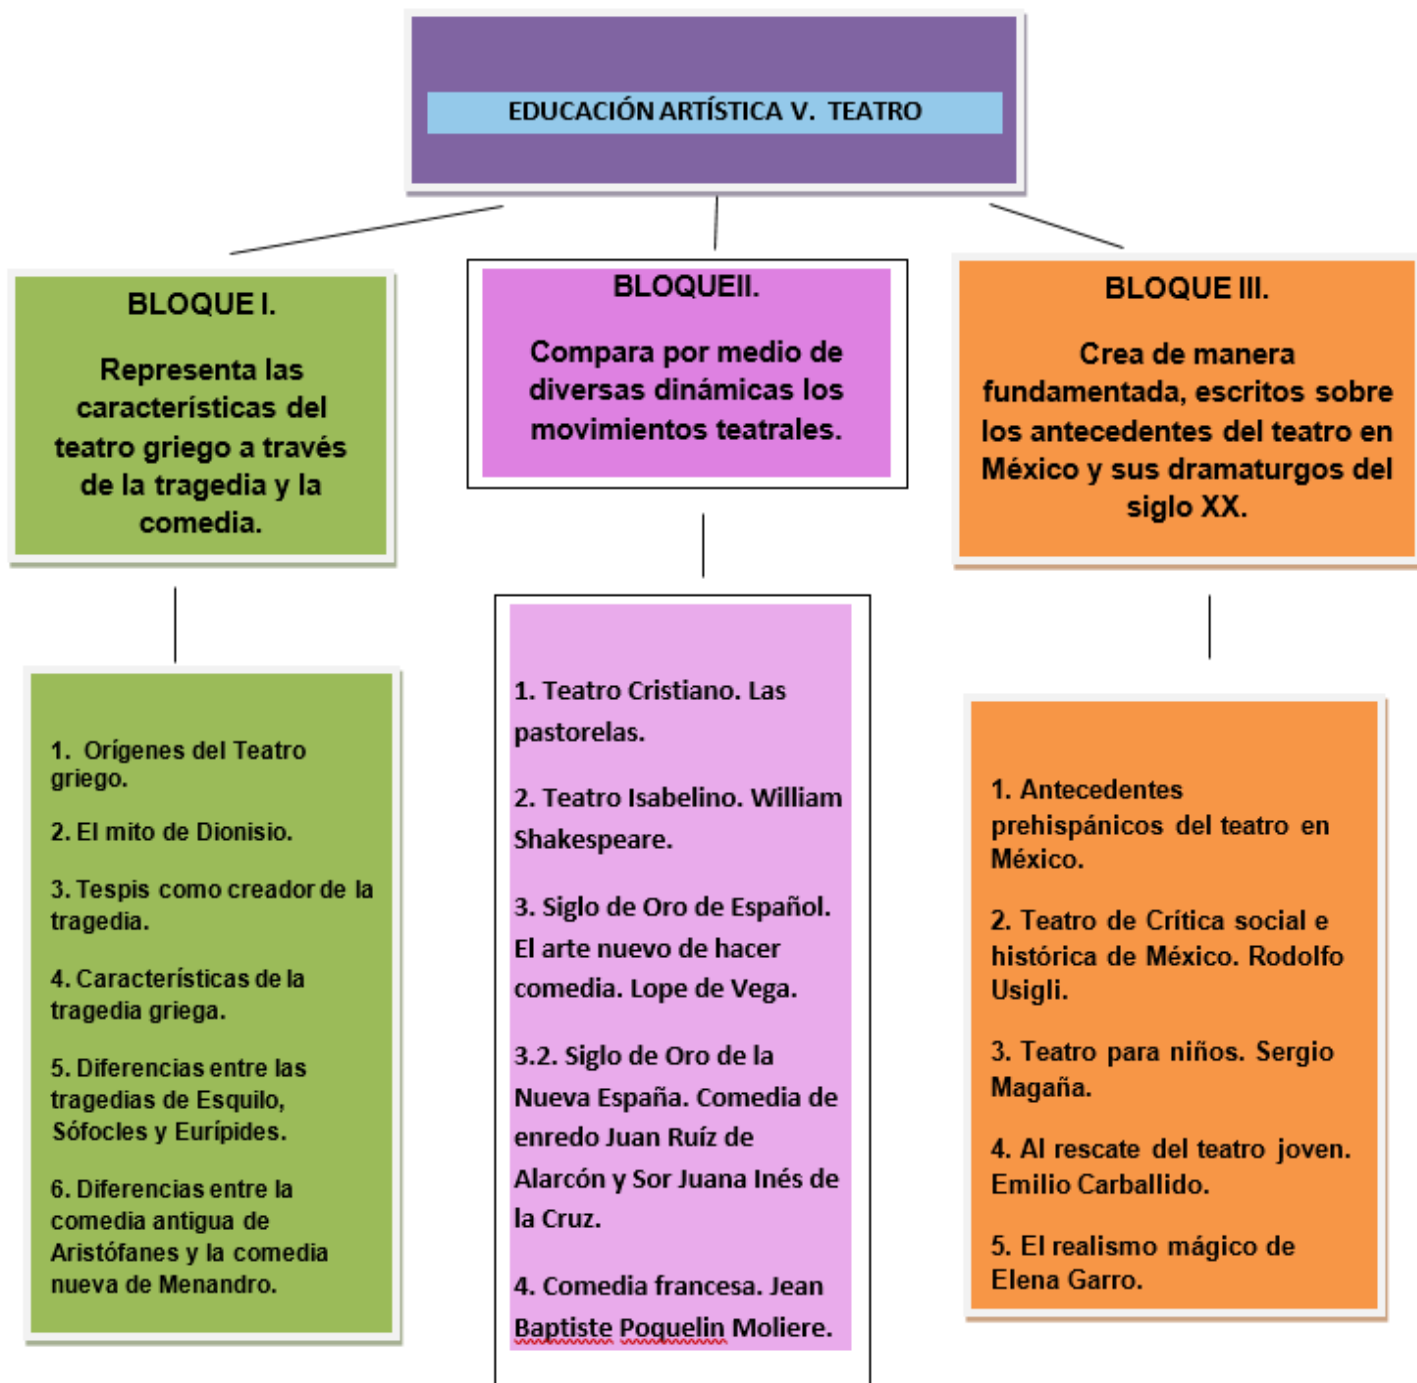 EDUCACIÓN ARTÍSTICA V. TEATRO
BLOQUE I.
Representa las
características del
teatro griego a través
de la tragedia y la
comedia.
1. Orígenes del Teatro
griego.
2. El mito de Dionisio.
3. Tespis como creador de la
tragedia.
4. Características de la
tragedia griega.
5. Diferencias entre las
tragedias de Esquilo,
Sófocles y Eurípides.
6. Diferencias entre la
comedia antigua de
Aristófanes y la comedia
nueva de Menandro.
BLOQUEII.
Compara por medio de
diversas dinámicas los
movimientos teatrales.
1. Teatro Cristiano. Las
pastorelas.
2. Teatro Isabelino. William
Shakespeare.
3. Siglo de Oro de Español.
El arte nuevo de hacer
comedia. Lope de Vega.
3.2. Siglo de Oro de la
Nueva España. Comedia de
enredo Juan Ruíz de
Alarcón y Sor Juana Inés de
la Cruz.
4. Comedia francesa. Jean
Baptiste Poquelin Moliere.
BLOQUE III.
Crea de manera
fundamentada, escritos sobre
los antecedentes del teatro en
México y sus dramaturgos del
siglo XX.
1. Antecedentes
prehispánicos del teatro en
México.
2. Teatro de Crítica social e
histórica de México. Rodolfo
Usigli.
3. Teatro para niños. Sergio
Magaña.
4. Al rescate del teatro joven.
Emilio Carballido.
5. El realismo mágico de
Elena Garro.